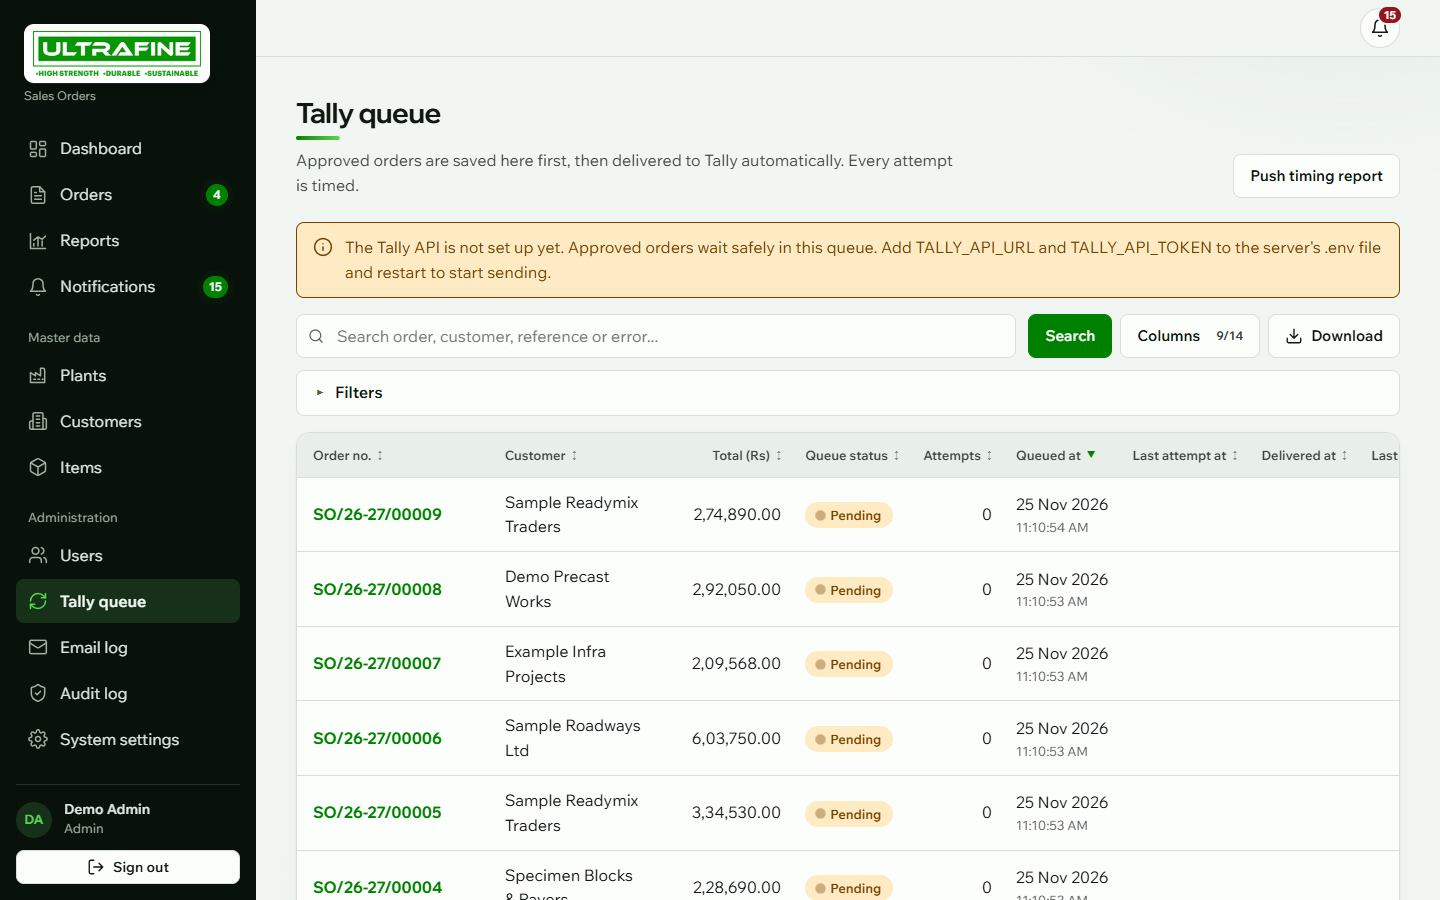 ULTRAFINE
•HIGH STRENGTH •DURABLE •SUSTAINABLE
Sales Orders
Dashboard
Orders 4
Reports
Notifications 15
Master data
Plants
Customers
Items
Administration
Users
Tally queue
Email log
Audit log
System settings
DA
Demo Admin
Admin
Sign out
15
Tally queue
Approved orders are saved here first, then delivered to Tally automatically. Every attempt
is timed.
Push timing report
The Tally API is not set up yet. Approved orders wait safely in this queue. Add TALLY_API_URL and TALLY_API_TOKEN to the server's .env file
and restart to start sending.
Search order, customer, reference or error...
Search
Columns 9/14
Download
Filters
Order no. Customer Total (Rs) Queue status Attempts Queued at Last attempt at Delivered at Last
SO/26-27/00009 Sample Readymix Traders 2,74,890.00 Pending 0 25 Nov 2026 11:10:54 AM
SO/26-27/00008 Demo Precast Works 2,92,050.00 Pending 0 25 Nov 2026 11:10:53 AM
SO/26-27/00007 Example Infra Projects 2,09,568.00 Pending 0 25 Nov 2026 11:10:53 AM
SO/26-27/00006 Sample Roadways Ltd 6,03,750.00 Pending 0 25 Nov 2026 11:10:53 AM
SO/26-27/00005 Sample Readymix Traders 3,34,530.00 Pending 0 25 Nov 2026 11:10:53 AM
SO/26-27/00004 Specimen Blocks & Pavers 2,28,690.00 Pending 0 25 Nov 2026 11:10:53 AM